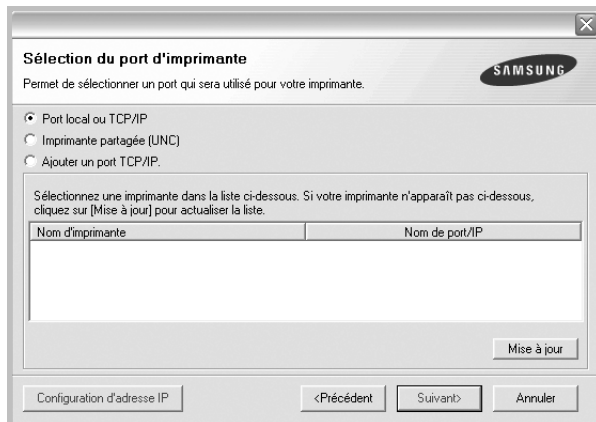 Sélection du port d'imprimante
Permet de sélectionner un port qui sera utilisé pour votre imprimante.
SAMSUNG
Port local ou TCP/IP
Imprimante partagée (UNC)
Ajouter un port TCP/IP.
Sélectionnez une imprimante dans la liste ci-dessous. Si votre imprimante n'apparaît pas ci-dessous,
cliquez sur [Mise à jour] pour actualiser la liste.
Nom d'imprimante Nom de port/IP
Mise à jour
Configuration d'adresse IP <Précédent Suivant> Annuler